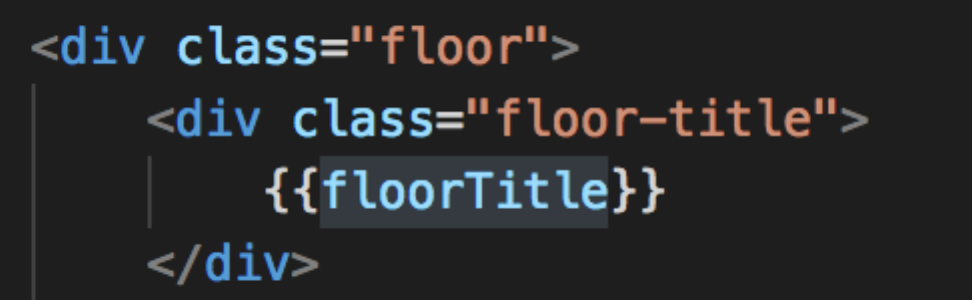 <div class="floor">
<div class="floor-title">
{{floorTitle}}
</div>